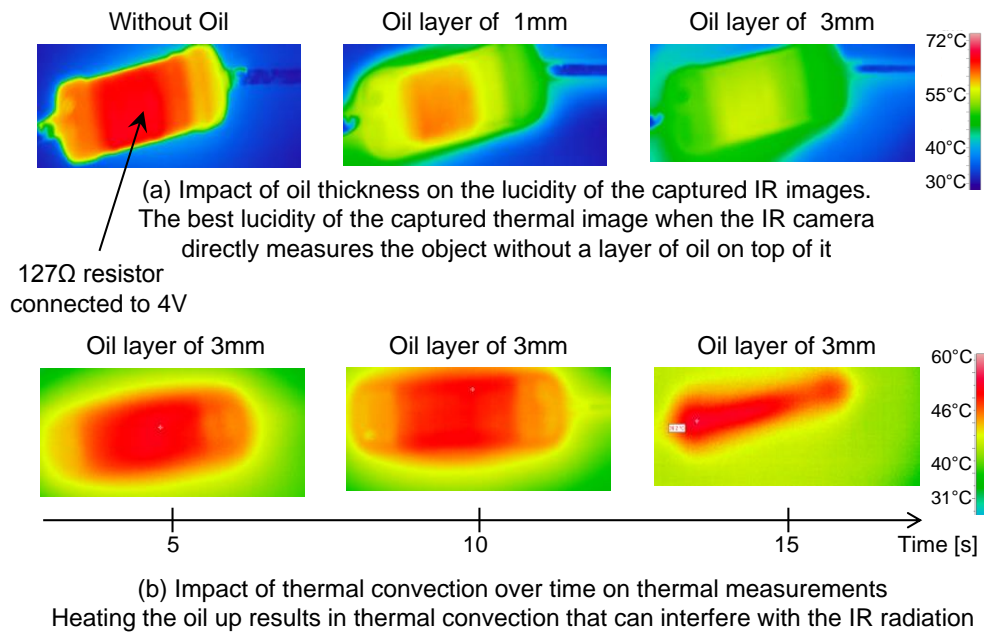 Without Oil
Oil layer of 1mm
Oil layer of 3mm
72°C
55°C
40°C
30°C
(a) Impact of oil thickness on the lucidity of the captured IR images.
The best lucidity of the captured thermal image when the IR camera
directly measures the object without a layer of oil on top of it
127Ω resistor
connected to 4V
Oil layer of 3mm
Oil layer of 3mm
Oil layer of 3mm
60°C
46°C
40°C
31°C
5
10
15
Time [s]
(b) Impact of thermal convection over time on thermal measurements
Heating the oil up results in thermal convection that can interfere with the IR radiation